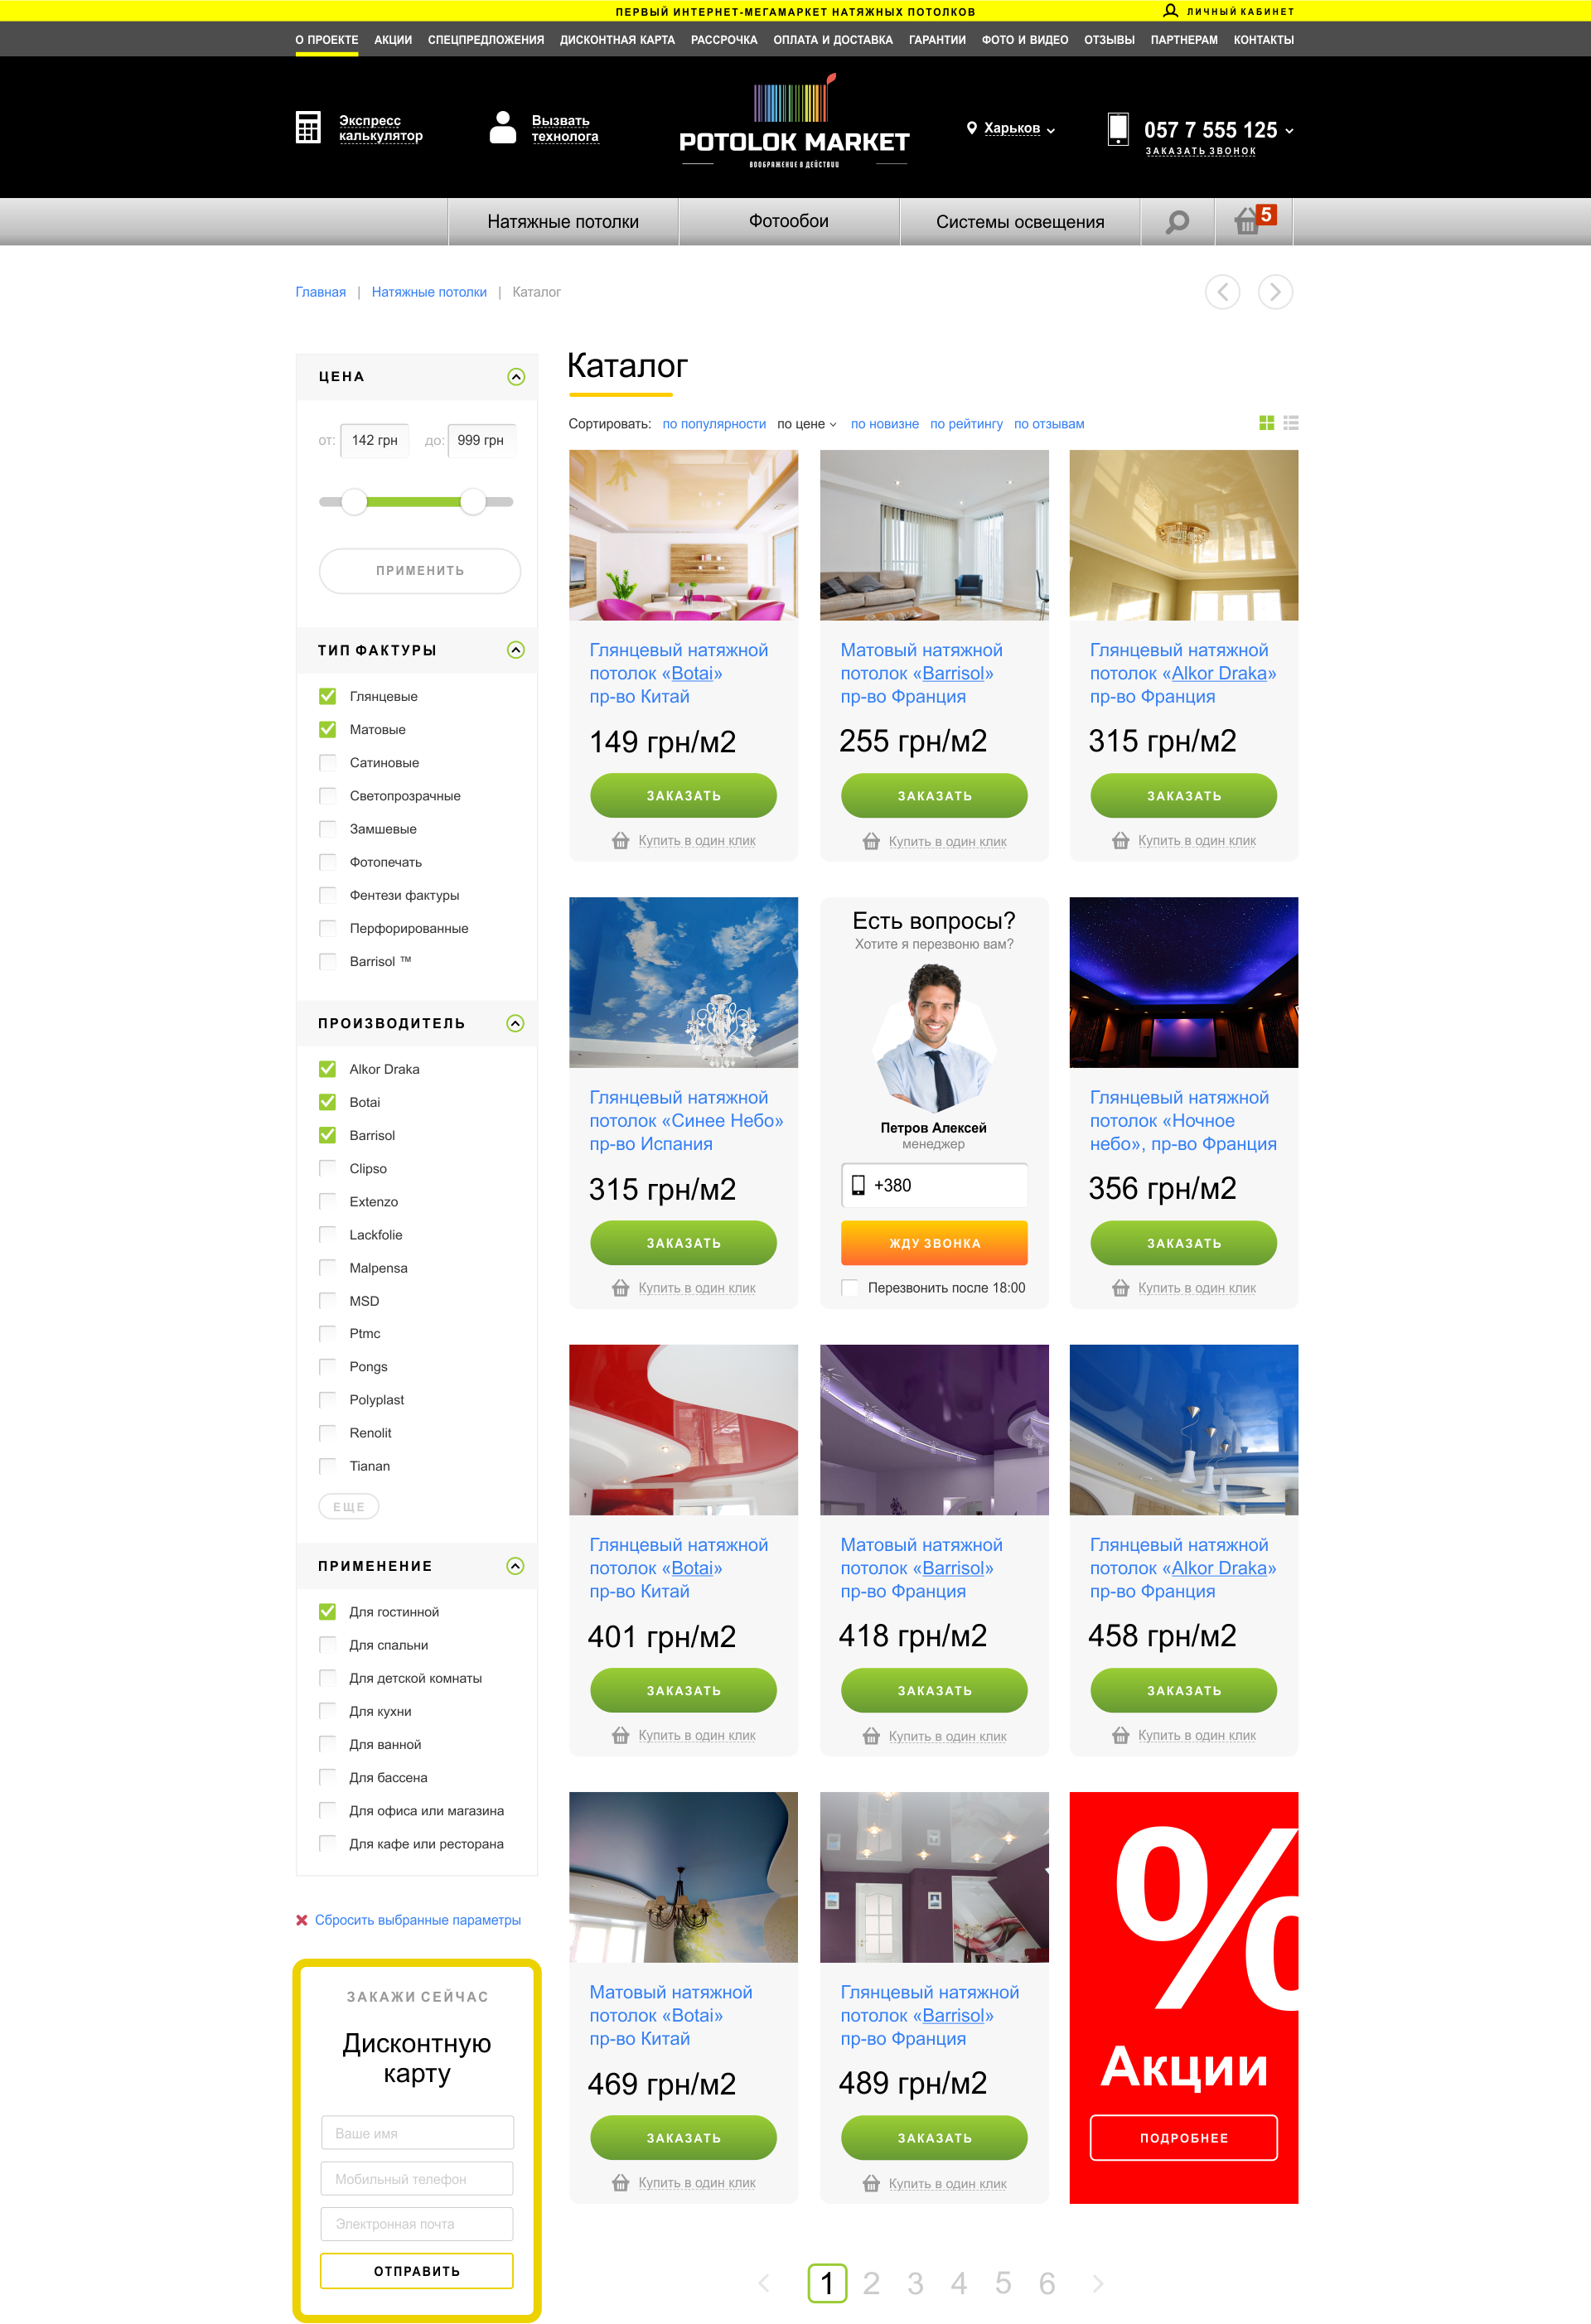 ПЕРВЫЙ ИНТЕРНЕТ-МЕГАМАРКЕТ НАТЯЖНЫХ ПОТОЛКОВ
ЛИЧНЫЙ КАБИНЕТ
О ПРОЕКТЕ АКЦИИ СПЕЦПРЕДЛОЖЕНИЯ ДИСКОНТНАЯ КАРТА РАССРОЧКА ОПЛАТА И ДОСТАВКА ГАРАНТИИ ФОТО И ВИДЕО ОТЗЫВЫ ПАРТНЕРАМ КОНТАКТЫ
Экспресс
калькулятор
Вызвать
технолога
POTOLOK MARKET
ВООБРАЖЕНИЕ В ДЕЙСТВИИ
Харьков
057 7 555 125
ЗАКАЗАТЬ ЗВОНОК
Натяжные потолки Фотообои Системы освещения 5
Главная | Натяжные потолки | Каталог
ЦЕНА
от: 142 грн до: 999 грн
ПРИМЕНИТЬ
ТИП ФАКТУРЫ
Глянцевые
Матовые
Сатиновые
Светопрозрачные
Замшевые
Фотопечать
Фентези фактуры
Перфорированные
Barrisol ™
ПРОИЗВОДИТЕЛЬ
Alkor Draka
Botai
Barrisol
Clipso
Extenzo
Lackfolie
Malpensa
MSD
Ptmc
Pongs
Polyplast
Renolit
Tianan
ЕЩЕ
ПРИМЕНЕНИЕ
Для гостинной
Для спальни
Для детской комнаты
Для кухни
Для ванной
Для бассена
Для офиса или магазина
Для кафе или ресторана
Сбросить выбранные параметры
ЗАКАЖИ СЕЙЧАС
Дисконтную
карту
Ваше имя
Мобильный телефон
Электронная почта
ОТПРАВИТЬ
Каталог
Сортировать: по популярности по цене по новизне по рейтингу по отзывам
Глянцевый натяжной
потолок «Botai»
пр-во Китай
149 грн/м2
ЗАКАЗАТЬ
Купить в один клик
Матовый натяжной
потолок «Barrisol»
пр-во Франция
255 грн/м2
ЗАКАЗАТЬ
Купить в один клик
Глянцевый натяжной
потолок «Alkor Draka»
пр-во Франция
315 грн/м2
ЗАКАЗАТЬ
Купить в один клик
Глянцевый натяжной
потолок «Синее Небо»
пр-во Испания
315 грн/м2
ЗАКАЗАТЬ
Купить в один клик
Есть вопросы?
Хотите я перезвоню вам?
Петров Алексей
менеджер
+380
ЖДУ ЗВОНКА
Перезвонить после 18:00
Глянцевый натяжной
потолок «Ночное
небо», пр-во Франция
356 грн/м2
ЗАКАЗАТЬ
Купить в один клик
Глянцевый натяжной
потолок «Botai»
пр-во Китай
401 грн/м2
ЗАКАЗАТЬ
Купить в один клик
Матовый натяжной
потолок «Barrisol»
пр-во Франция
418 грн/м2
ЗАКАЗАТЬ
Купить в один клик
Глянцевый натяжной
потолок «Alkor Draka»
пр-во Франция
458 грн/м2
ЗАКАЗАТЬ
Купить в один клик
Матовый натяжной
потолок «Botai»
пр-во Китай
469 грн/м2
ЗАКАЗАТЬ
Купить в один клик
Глянцевый натяжной
потолок «Barrisol»
пр-во Франция
489 грн/м2
ЗАКАЗАТЬ
Купить в один клик
%
Акции
ПОДРОБНЕЕ
1 2 3 4 5 6